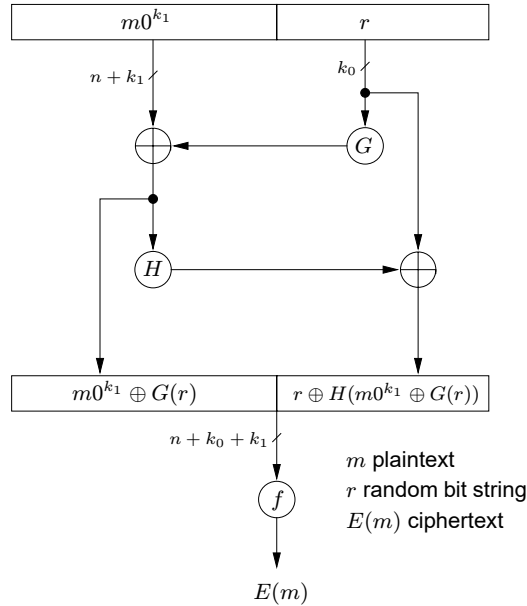 m0^{k_1} r
n + k_1 k_0
G
H
m0^{k_1} ⊕ G(r) r ⊕ H(m0^{k_1} ⊕ G(r))
n + k_0 + k_1
m plaintext
r random bit string
f
E(m) ciphertext
E(m)